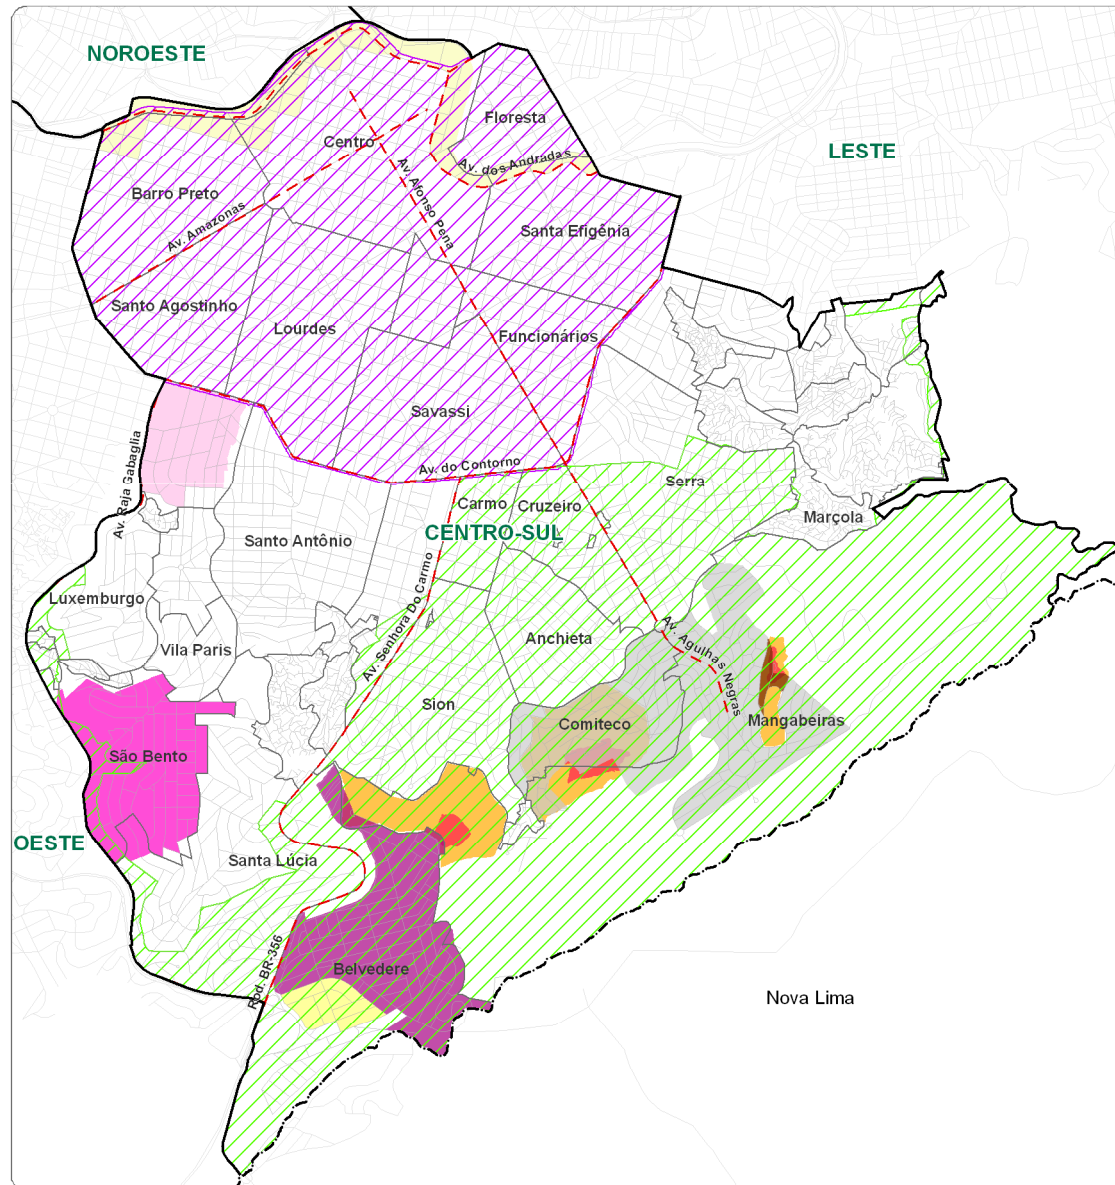 NOROESTE
Floresta
Centro
LESTE
Av. dos Andradas
Barro Preto
Av. Afonso Pena
Av. Amazonas
Santa Efigênia
Santo Agostinho
Lourdes
Funcionários
Savassi
Av. do Contorno
Av. Raja Gabaglia
Serra
Carmo
Cruzeiro
Marçola
CENTRO-SUL
Santo Antônio
Luxemburgo
Av. Senhora Do Carmo
Anchieta
Vila Paris
Av. Agulhas Negras
Sion
Comiteco
Mangabeiras
São Bento
OESTE
Santa Lúcia
Rod. BR-356
Belvedere
Nova Lima